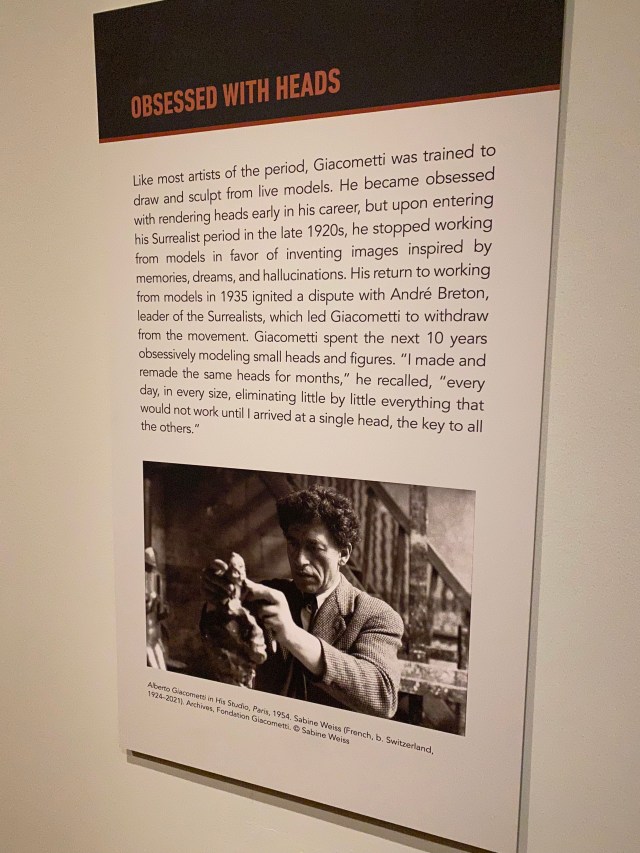 OBSESSED WITH HEADS
Like most artists of the period, Giacometti was trained to
draw and sculpt from live models. He became obsessed
with rendering heads early in his career, but upon entering
his Surrealist period in the late 1920s, he stopped working
from models in favor of inventing images inspired by
memories, dreams, and hallucinations. His return to working
from models in 1935 ignited a dispute with André Breton,
leader of the Surrealists, which led Giacometti to withdraw
from the movement. Giacometti spent the next 10 years
obsessively modeling small heads and figures. “I made and
remade the same heads for months,” he recalled, “every
day, in every size, eliminating little by little everything that
would not work until I arrived at a single head, the key to all
the others.”
Alberto Giacometti in His Studio, Paris, 1954. Sabine Weiss (French, b. Switzerland,
1924–2021). Archives, Fondation Giacometti. © Sabine Weiss